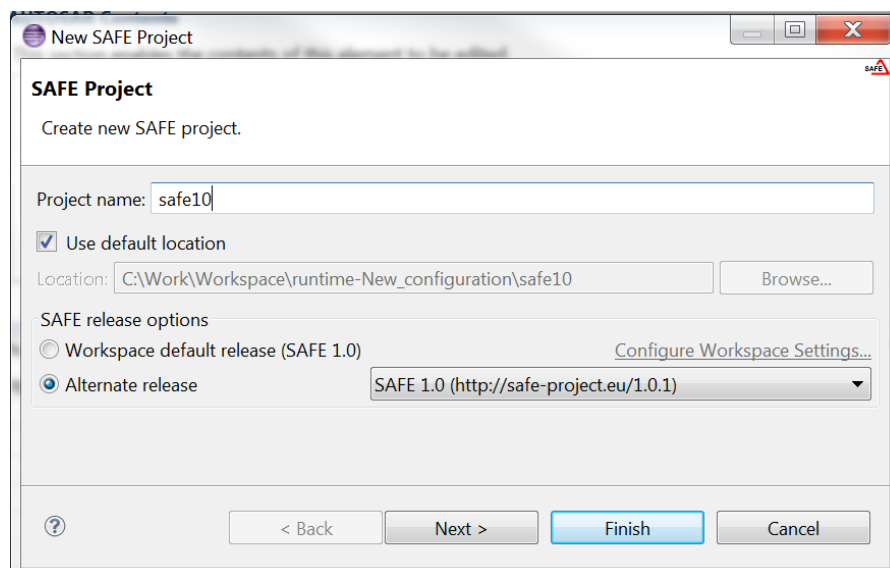 New SAFE Project
SAFE
SAFE Project
Create new SAFE project.
Project name: safe10
Use default location
Location: C:\Work\Workspace\runtime-New_configuration\safe10 Browse...
SAFE release options
Workspace default release (SAFE 1.0) Configure Workspace Settings...
Alternate release SAFE 1.0 (http://safe-project.eu/1.0.1)
? < Back Next > Finish Cancel